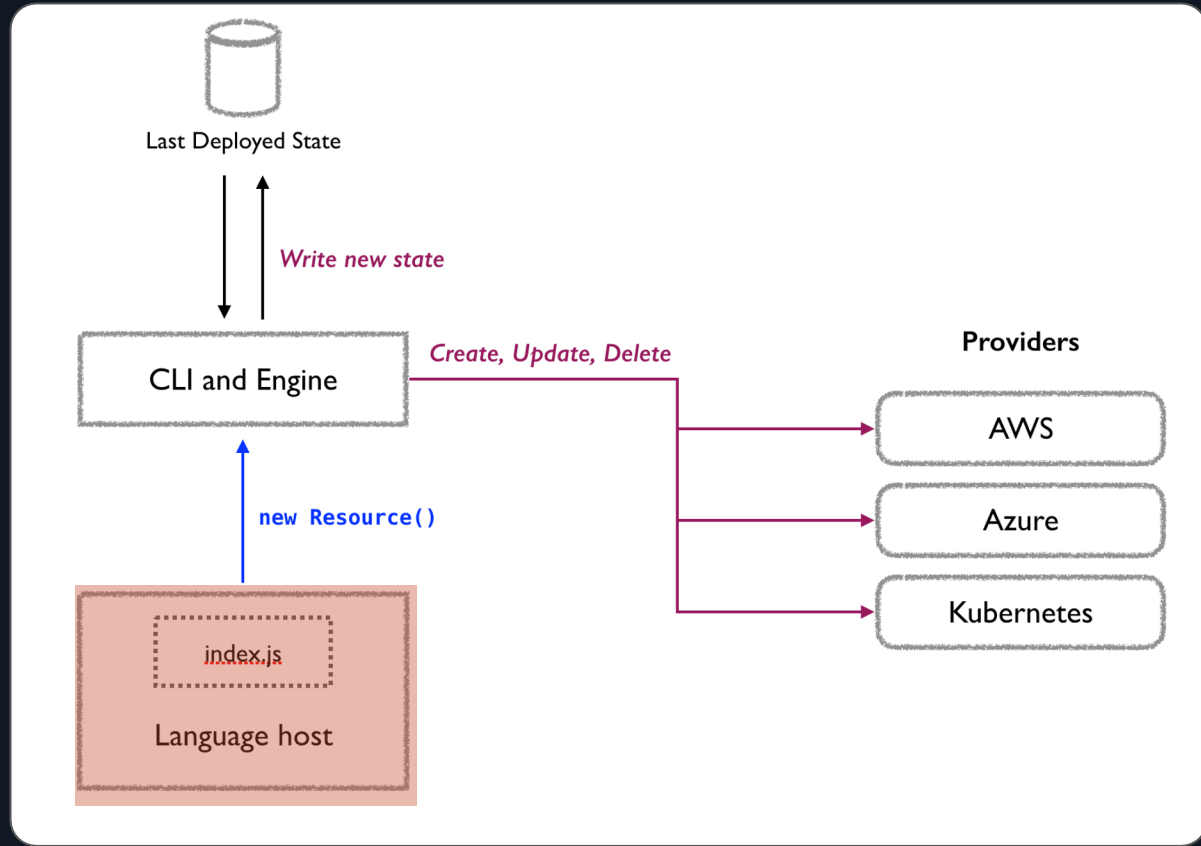 Last Deployed State
Write new state
Providers
Create, Update, Delete
CLI and Engine
AWS
new Resource()
Azure
Kubernetes
index.js
Language host